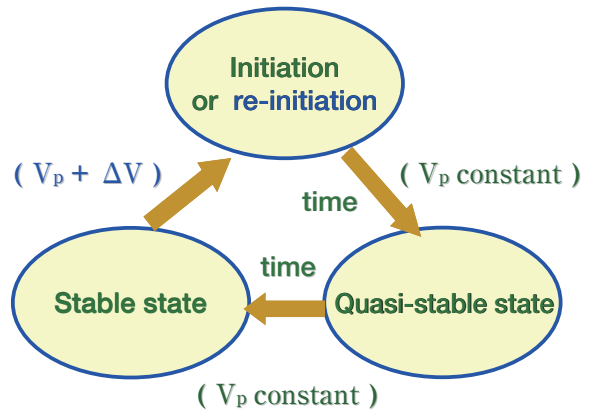 Initiation
or re-initiation
( Vp + ΔV )
( Vp constant )
time
time
Stable state
Quasi-stable state
( Vp constant )